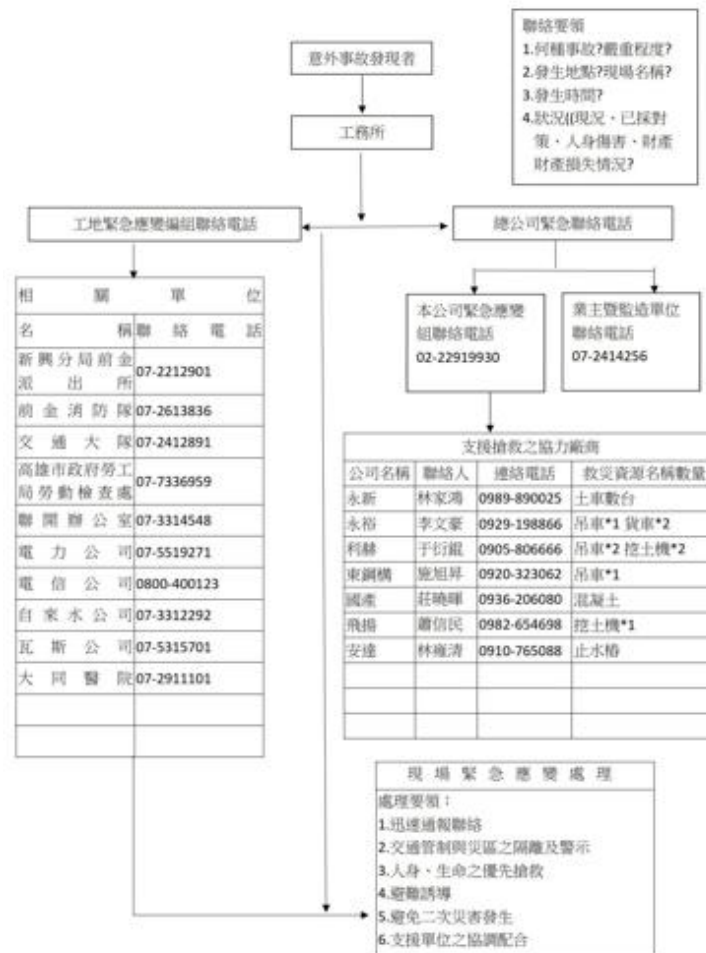 聯絡要領
1.何種事故?嚴重程度?
2.發生地點?現場名稱?
3.發生時間?
4.狀況((現況、已採對
策、人身傷害、財產
財產損失情況?
意外事故發現者
工務所
工地緊急應變編組聯絡電話
總公司緊急聯絡電話
相關單位
名稱 聯絡電話
新興分局前金
派出所 07-2212901
前金消防隊 07-2613836
交通大隊 07-2412891
高雄市政府勞工
局勞動檢查處 07-7336959
聯開辦公室 07-3314548
電力公司 07-5519271
電信公司 0800-400123
自來水公司 07-3312292
瓦斯公司 07-5315701
大同醫院 07-2911101
本公司緊急應變
組聯絡電話
02-22919930
業主暨監造單位
聯絡電話
07-2414256
支援搶救之協力廠商
公司名稱 聯絡人 連絡電話 救災資源名稱數量
永新 林家鴻 0989-890025 土車數台
永裕 李文豪 0929-198866 吊車*1 貨車*2
科赫 于衍錕 0905-806666 吊車*2 挖土機*2
東鋼構 施旭昇 0920-323062 吊車*1
國產 莊曉暉 0936-206080 混凝土
飛揚 蕭信民 0982-654698 挖土機*1
安達 林雍清 0910-765088 止水樁
現場緊急應變處理
處理要領：
1.迅速通報聯絡
2.交通管制與災區之隔離及警示
3.人身、生命之優先搶救
4.避難誘導
5.避免二次災害發生
6.支援單位之協調配合